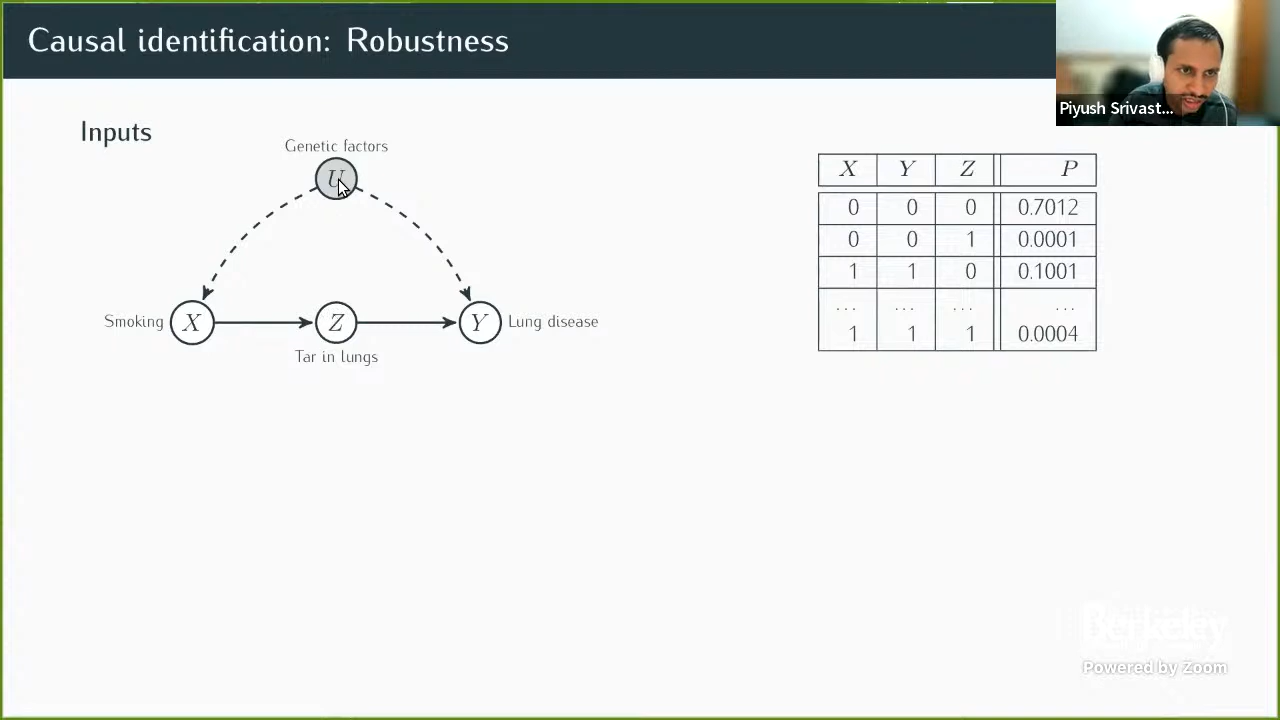 Causal identification: Robustness
Piyush Srivast...
Inputs
Genetic factors
U
Smoking X Z Y Lung disease
Tar in lungs
X Y Z P
0 0 0 0.7012
0 0 1 0.0001
1 1 0 0.1001
... ... ... ...
1 1 1 0.0004
Berkeley
Powered by Zoom